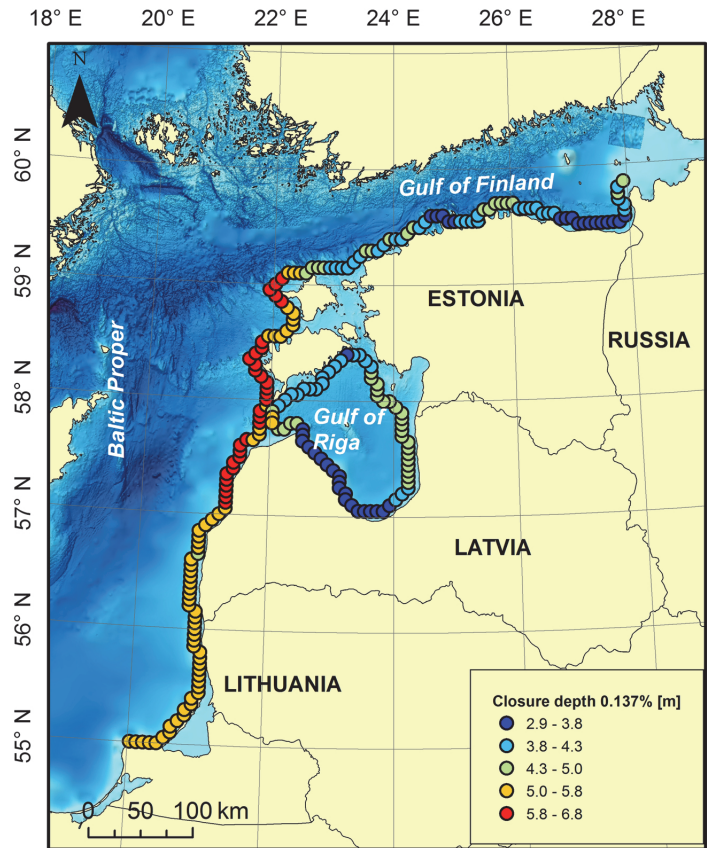 18° E 20° E 22° E 24° E 26° E 28° E
N
60° N
59° N
58° N
57° N
56° N
55° N
Gulf of Finland
ESTONIA
RUSSIA
Baltic Proper
Gulf of
Riga
LATVIA
LITHUANIA
Closure depth 0.137% [m]
2.9 - 3.8
3.8 - 4.3
4.3 - 5.0
5.0 - 5.8
5.8 - 6.8
0 50 100 km